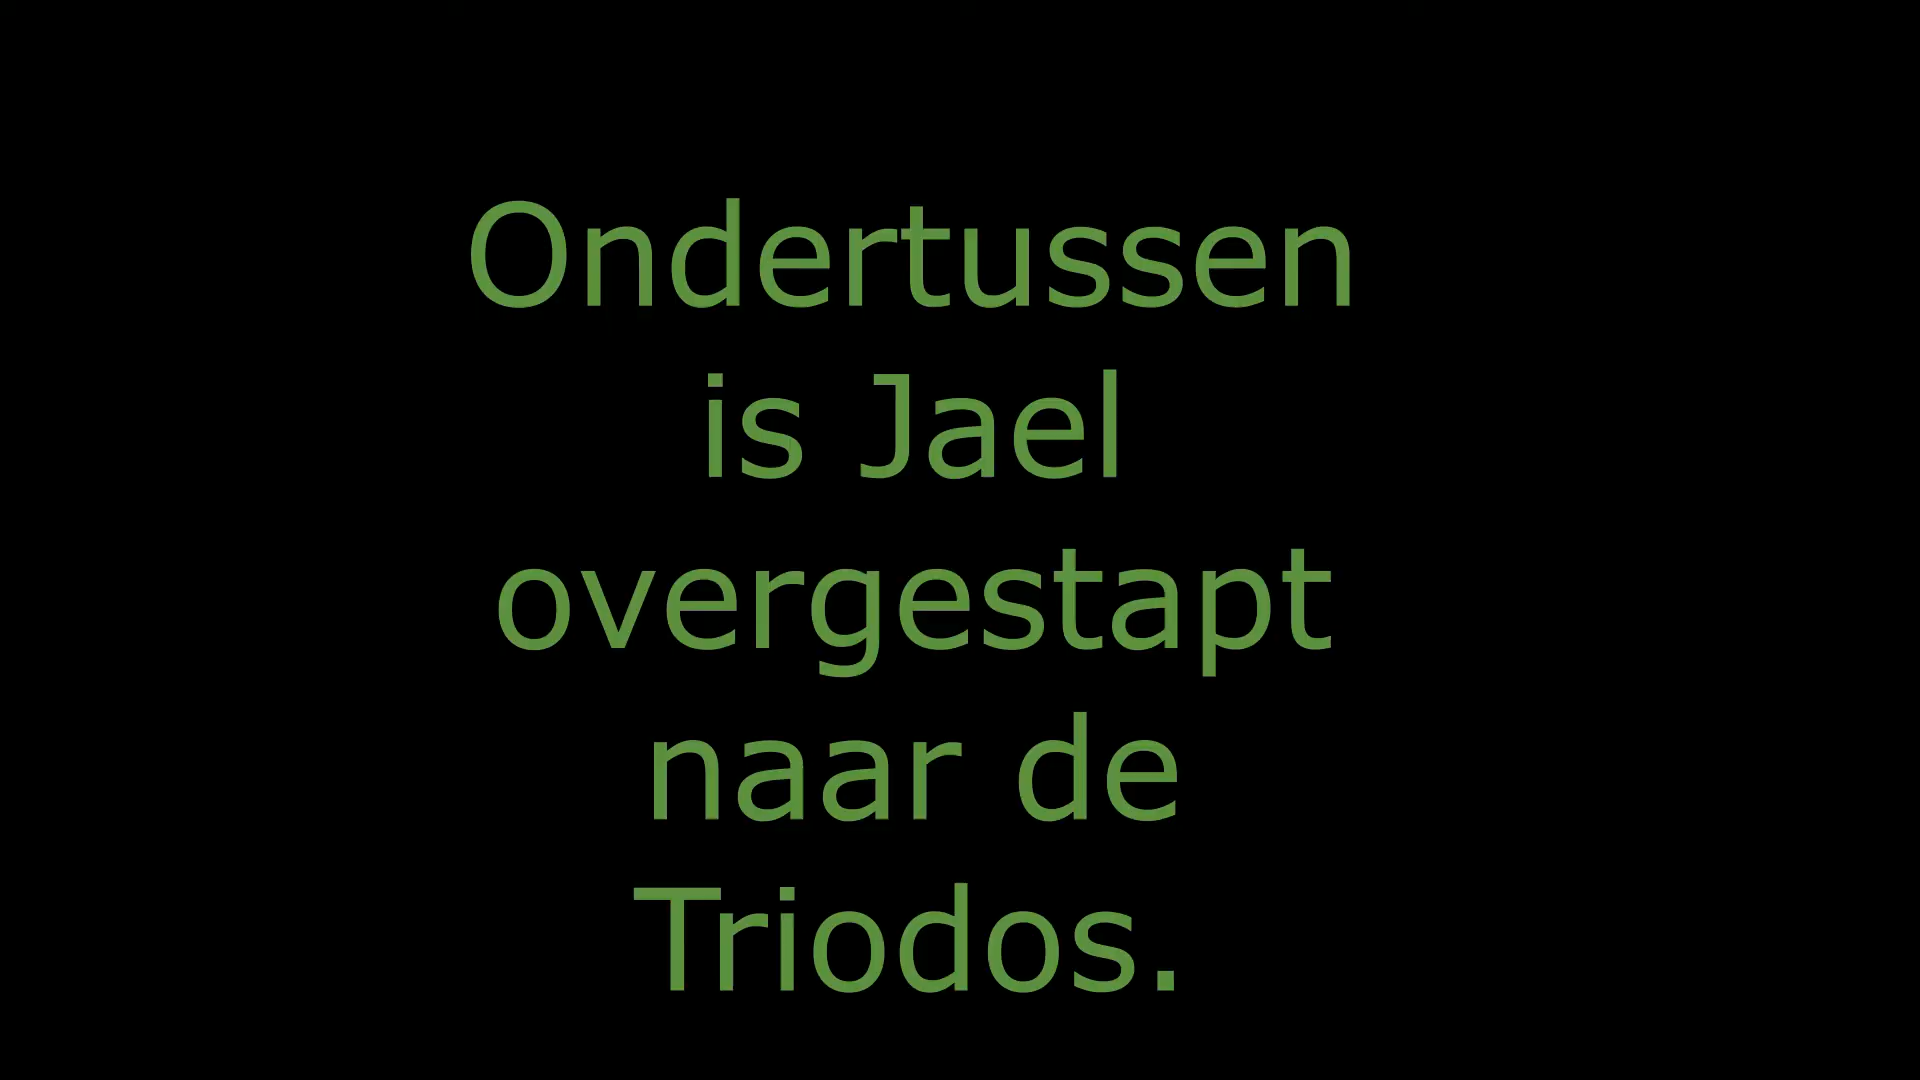 Ondertussen
is Jael
overgestapt
naar de
Triodos.